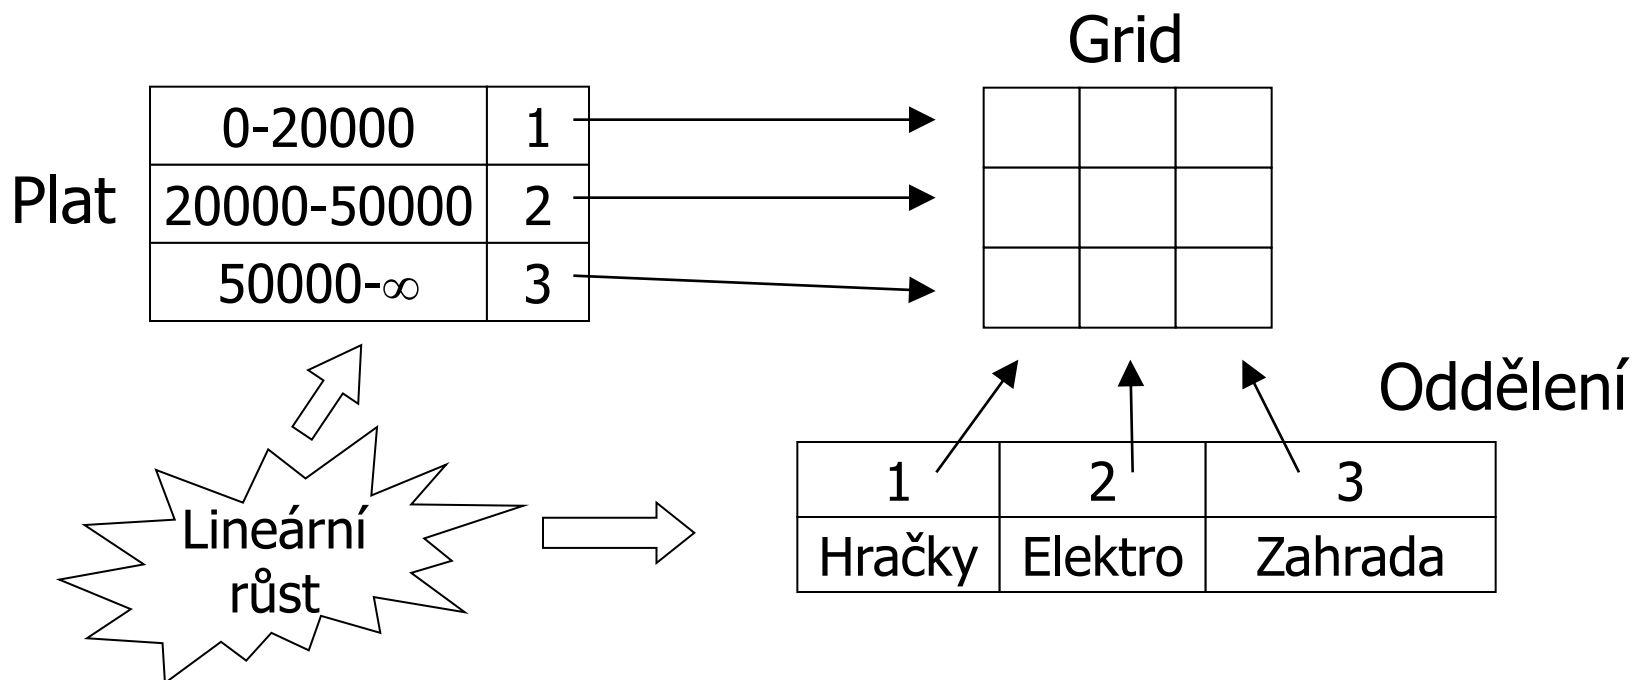 Grid
0-20000 1
Plat
20000-50000 2
50000-∞ 3
Oddělení
1 2 3
Hračky Elektro Zahrada
Lineární
růst